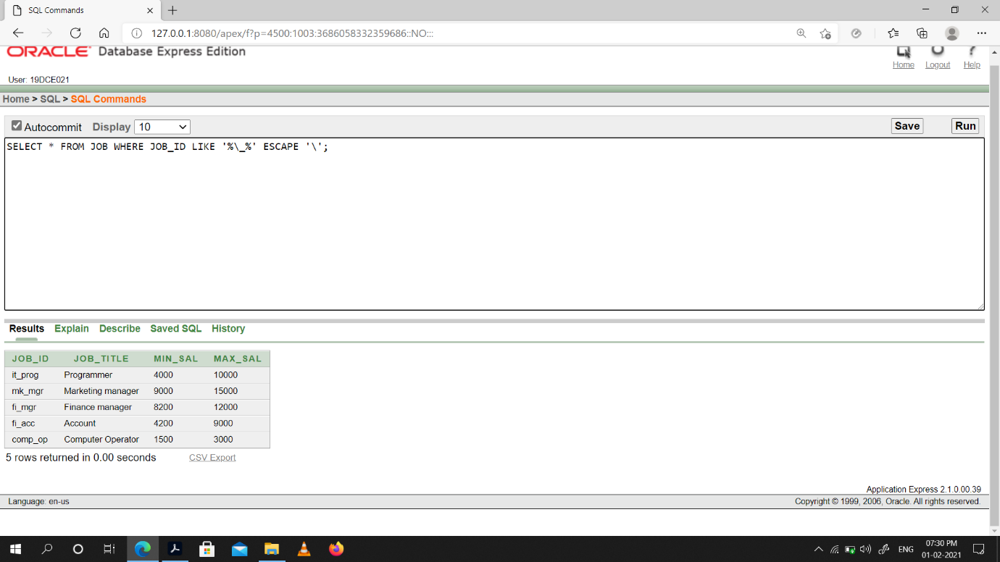 SQL Commands
127.0.0.1:8080/apex/f?p=4500:1003:3686058332359686::NO:::
ORACLE Database Express Edition
Home Logout Help
User: 19DCE021
Home > SQL > SQL Commands
Autocommit Display 10 Save Run
SELECT * FROM JOB WHERE JOB_ID LIKE '%\_%' ESCAPE '\';
Results Explain Describe Saved SQL History
JOB_ID JOB_TITLE MIN_SAL MAX_SAL
it_prog Programmer 4000 10000
mk_mgr Marketing manager 9000 15000
fi_mgr Finance manager 8200 12000
fi_acc Account 4200 9000
comp_op Computer Operator 1500 3000
5 rows returned in 0.00 seconds CSV Export
Application Express 2.1.0.00.39
Language: en-us Copyright © 1999, 2006, Oracle. All rights reserved.
ENG 07:30 PM
01-02-2021